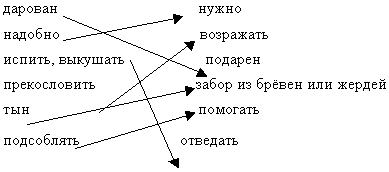 дарован нужно
надобно возражать
испить, выкушать подарен
прекословить забор из брёвен или жердей
тын помогать
подсоблять отведать